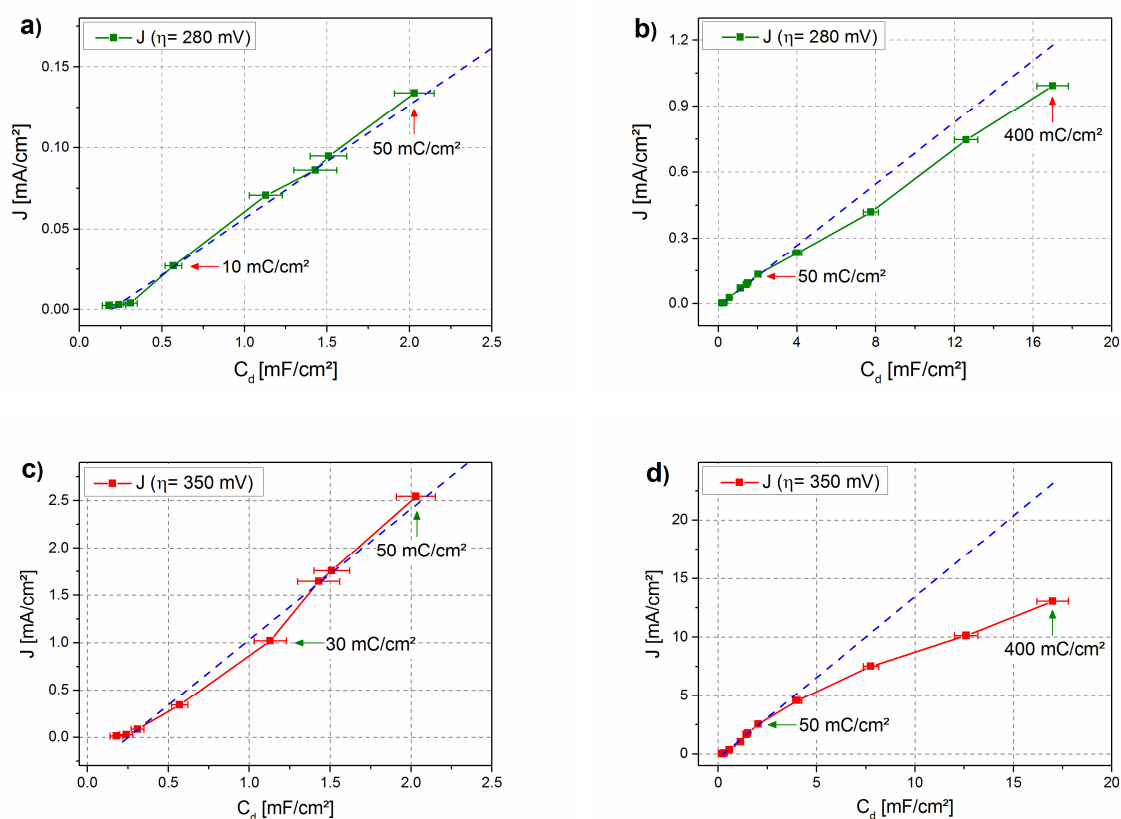 a)
J (η= 280 mV)
0.15
0.10
0.05
0.00
J [mA/cm²]
50 mC/cm²
10 mC/cm²
0.0 0.5 1.0 1.5 2.0 2.5
C_d [mF/cm²]
b)
J (η= 280 mV)
1.2
0.9
0.6
0.3
0.0
J [mA/cm²]
400 mC/cm²
50 mC/cm²
0 4 8 12 16 20
C_d [mF/cm²]
c)
J (η= 350 mV)
2.5
2.0
1.5
1.0
0.5
0.0
J [mA/cm²]
50 mC/cm²
30 mC/cm²
0.0 0.5 1.0 1.5 2.0 2.5
C_d [mF/cm²]
d)
J (η= 350 mV)
20
15
10
5
0
J [mA/cm²]
400 mC/cm²
50 mC/cm²
0 5 10 15 20
C_d [mF/cm²]